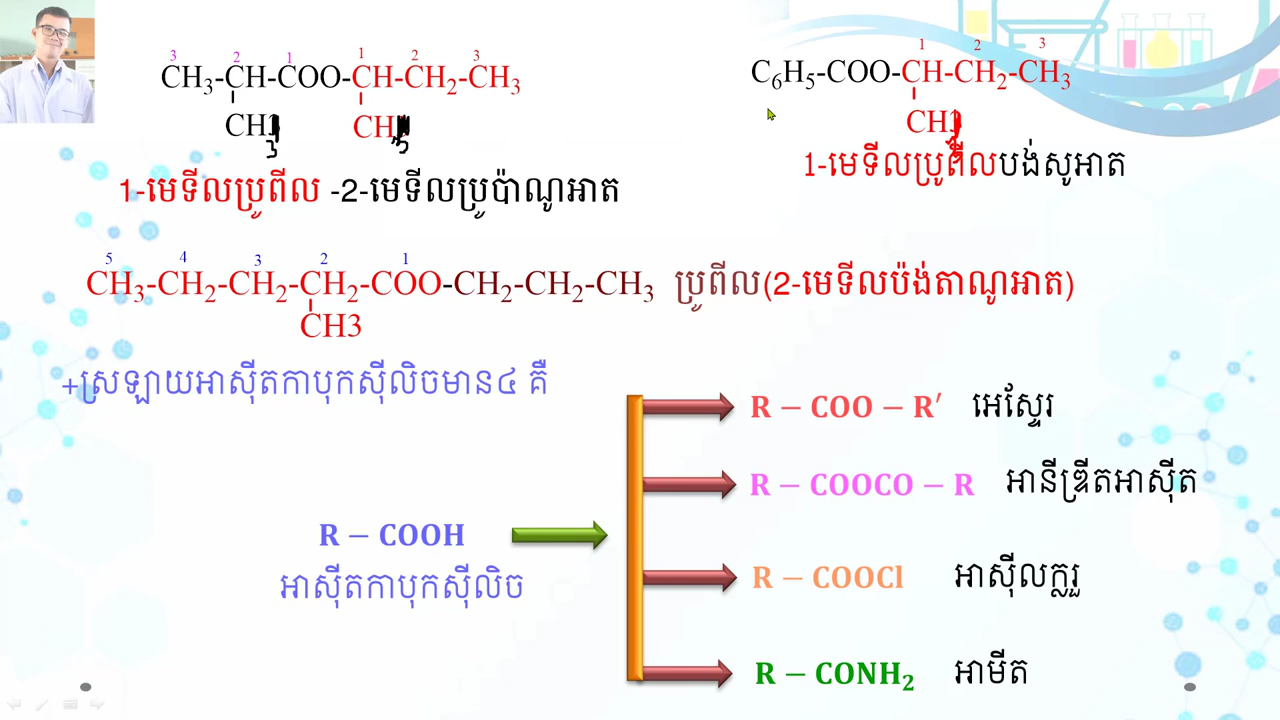 3 2 1 1 2 3
CH₃-CH-COO-CH-CH₂-CH₃
CH₃
1-មេទីលប្រូពីល -2-មេទីលប្រូប៉ាណូអាត
1 2 3
C₆H₅-COO-CH-CH₂-CH₃
1-មេទីលប្រូពីលបង់សូអាត
5 4 3 2 1
CH₃-CH₂-CH₂-CH₂-COO-CH₂-CH₂-CH₃ ប្រូពីល(2-មេទីលប៉ង់តាណូអាត)
CH3
+ស្រឡាយអាស៊ីតកាបុកស៊ីលិចមាន៤ គឺ
R – COOH
អាស៊ីតកាបុកស៊ីលិច
R – COO – R′ អេស្ទែរ
R – COOCO – R អានីឌ្រីតអាស៊ីត
R – COOCl អាស៊ីលក្លរួ
R – CONH₂ អាមីត